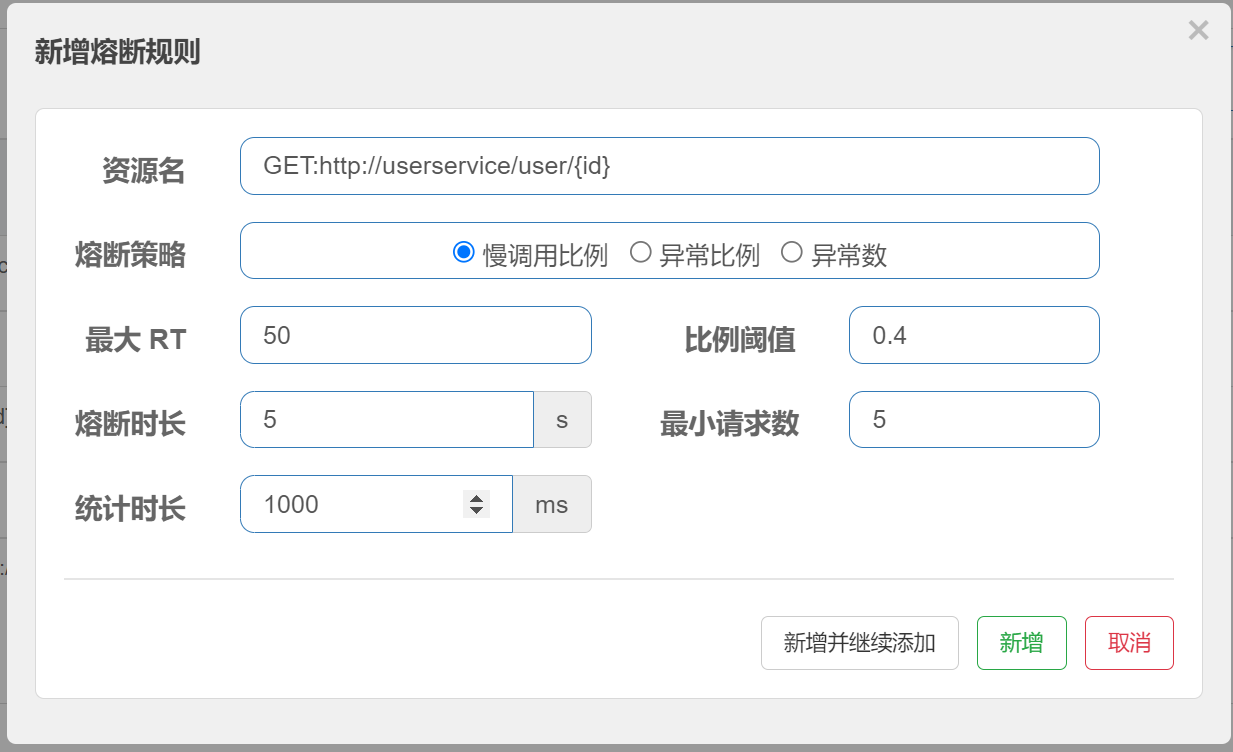 新增熔断规则
×
资源名 GET:http://userservice/user/{id}
熔断策略 慢调用比例 异常比例 异常数
最大 RT 50 比例阈值 0.4
熔断时长 5 s 最小请求数 5
统计时长 1000 ms
新增并继续添加 新增 取消